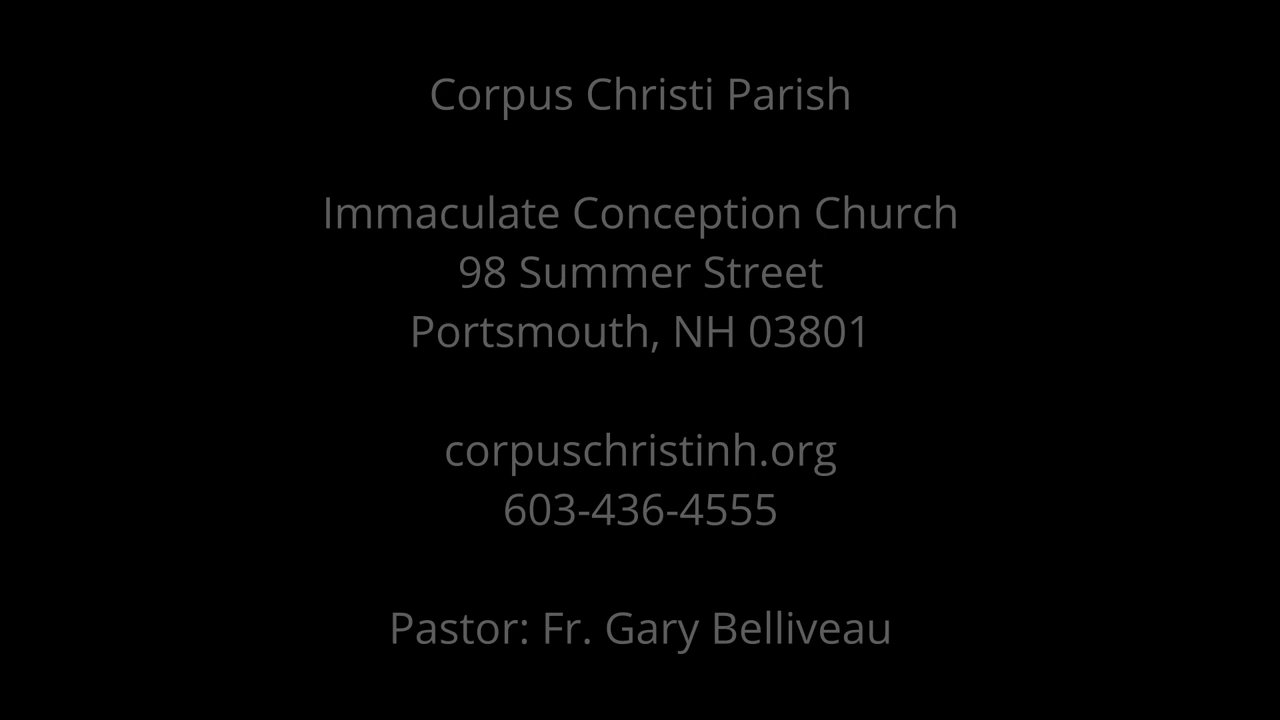 Corpus Christi Parish
Immaculate Conception Church
98 Summer Street
Portsmouth, NH 03801
corpuschristinh.org
603-436-4555
Pastor: Fr. Gary Belliveau